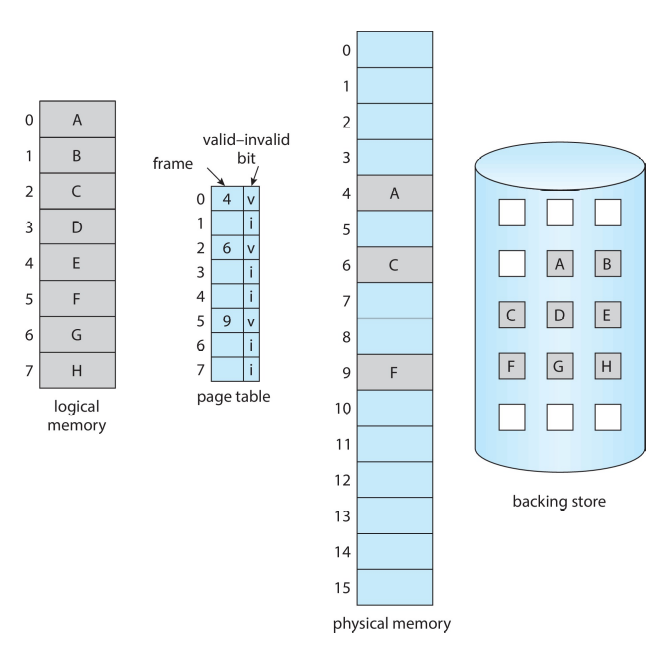 0 A
1 B
2 C
3 D
4 E
5 F
6 G
7 H
logical
memory
valid–invalid
bit
frame
0 4 v
1 i
2 6 v
3 i
4 i
5 9 v
6 i
7 i
page table
0
1
2
3
4 A
5
6 C
7
8
9 F
10
11
12
13
14
15
physical memory
A B
C D E
F G H
backing store